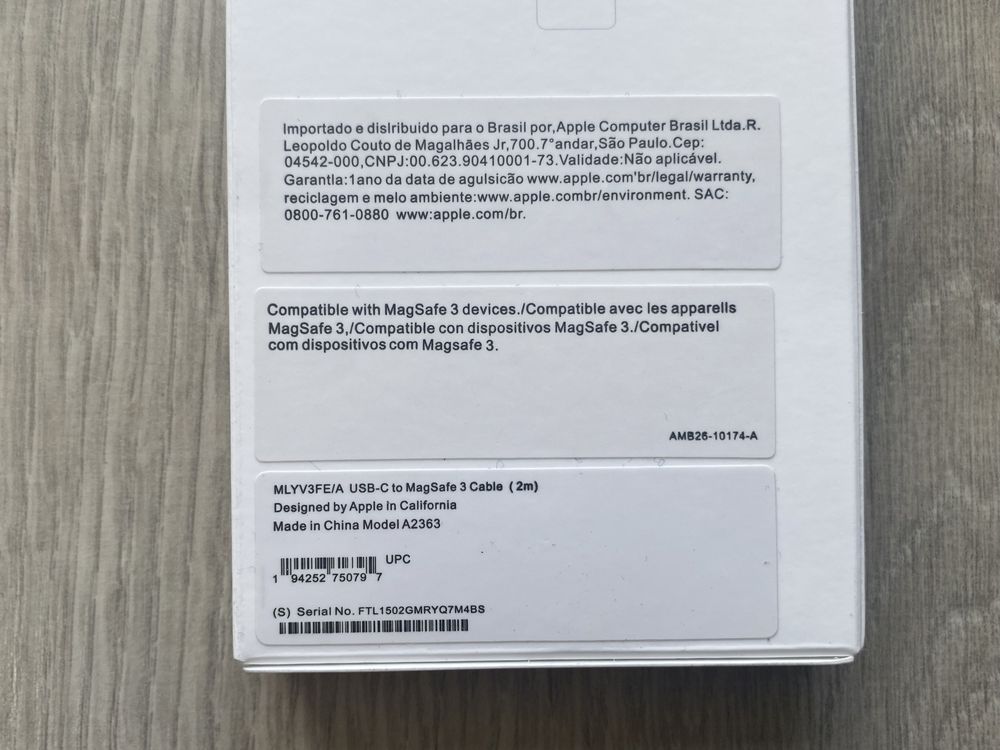 Importado e dislribuido para o Brasil por,Apple Computer Brasil Ltda.R.
Leopoldo Couto de Magalhães Jr,700.7°andar,São Paulo.Cep:
04542-000,CNPJ:00.623.90410001-73.Validade:Não aplicável.
Garantla:1ano da data de agulsicão www.apple.com'br/legal/warranty,
reciclagem e melo ambiente:www.apple.combr/environment. SAC:
0800-761-0880 www:apple.com/br.
Compatible with MagSafe 3 devices./Compatible avec les apparells
MagSafe 3,/Compatible con dispositivos MagSafe 3./Compativel
com dispositivos com Magsafe 3.
AMB26-10174-A
MLYV3FE/A USB-C to MagSafe 3 Cable (2m)
Designed by Apple In California
Made in China Model A2363
UPC
1 94252 75079 7
(S) Serial No. FTL1502GMRYQ7M4BS